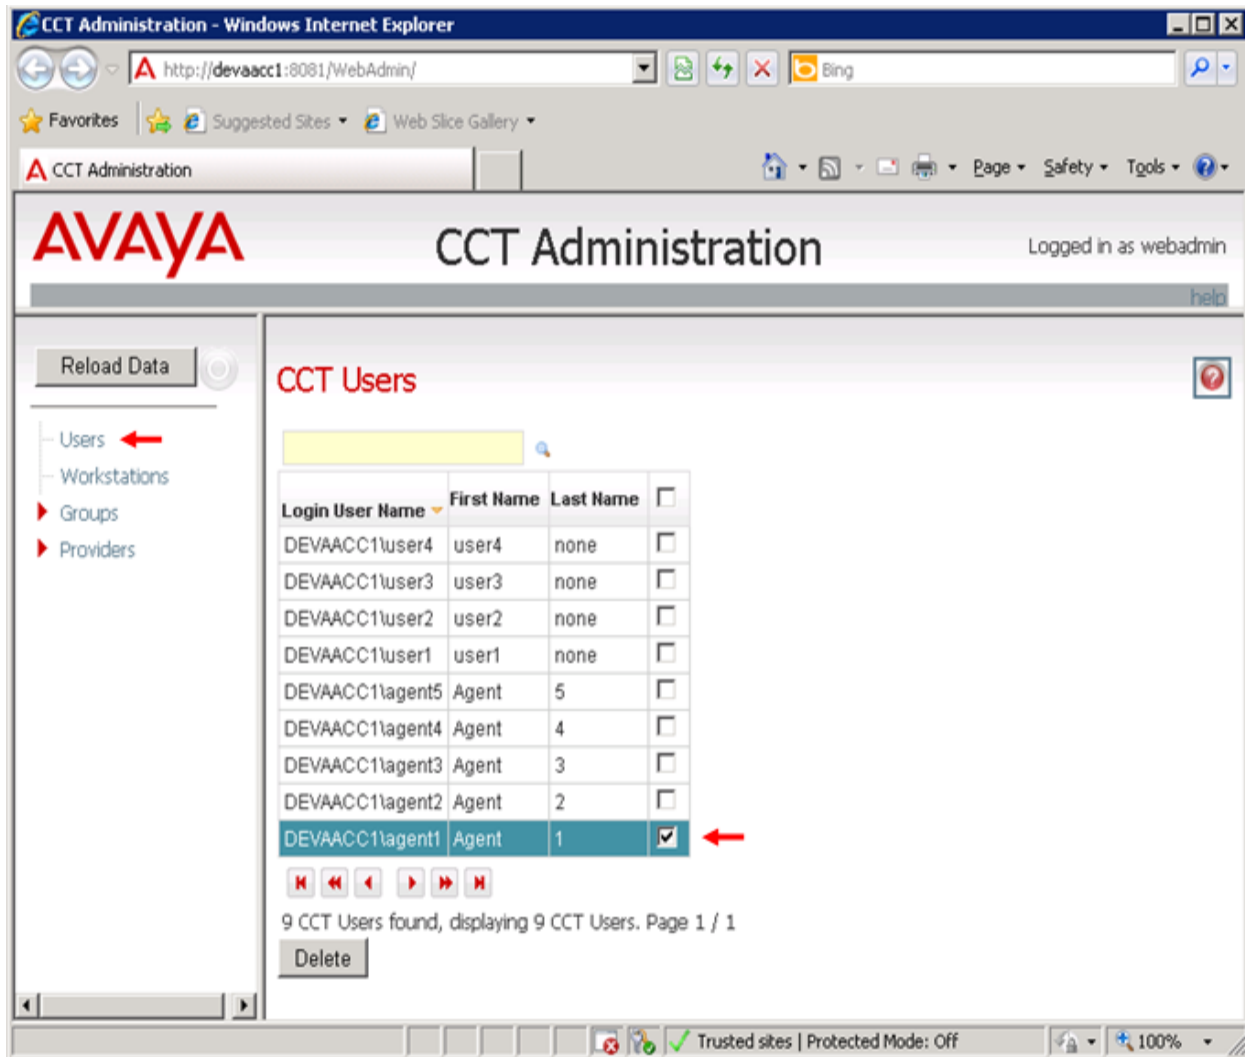 CCT Administration - Windows Internet Explorer
http://devaacc1:8081/WebAdmin/
Bing
Favorites Suggested Sites Web Slice Gallery
CCT Administration
Page Safety Tools
AVAYA CCT Administration Logged in as webadmin
help
Reload Data
Users
Workstations
Groups
Providers
CCT Users
Login User Name First Name Last Name
DEVAACC1\user4 user4 none
DEVAACC1\user3 user3 none
DEVAACC1\user2 user2 none
DEVAACC1\user1 user1 none
DEVAACC1\agent5 Agent 5
DEVAACC1\agent4 Agent 4
DEVAACC1\agent3 Agent 3
DEVAACC1\agent2 Agent 2
DEVAACC1\agent1 Agent 1
9 CCT Users found, displaying 9 CCT Users. Page 1 / 1
Delete
Trusted sites | Protected Mode: Off 100%